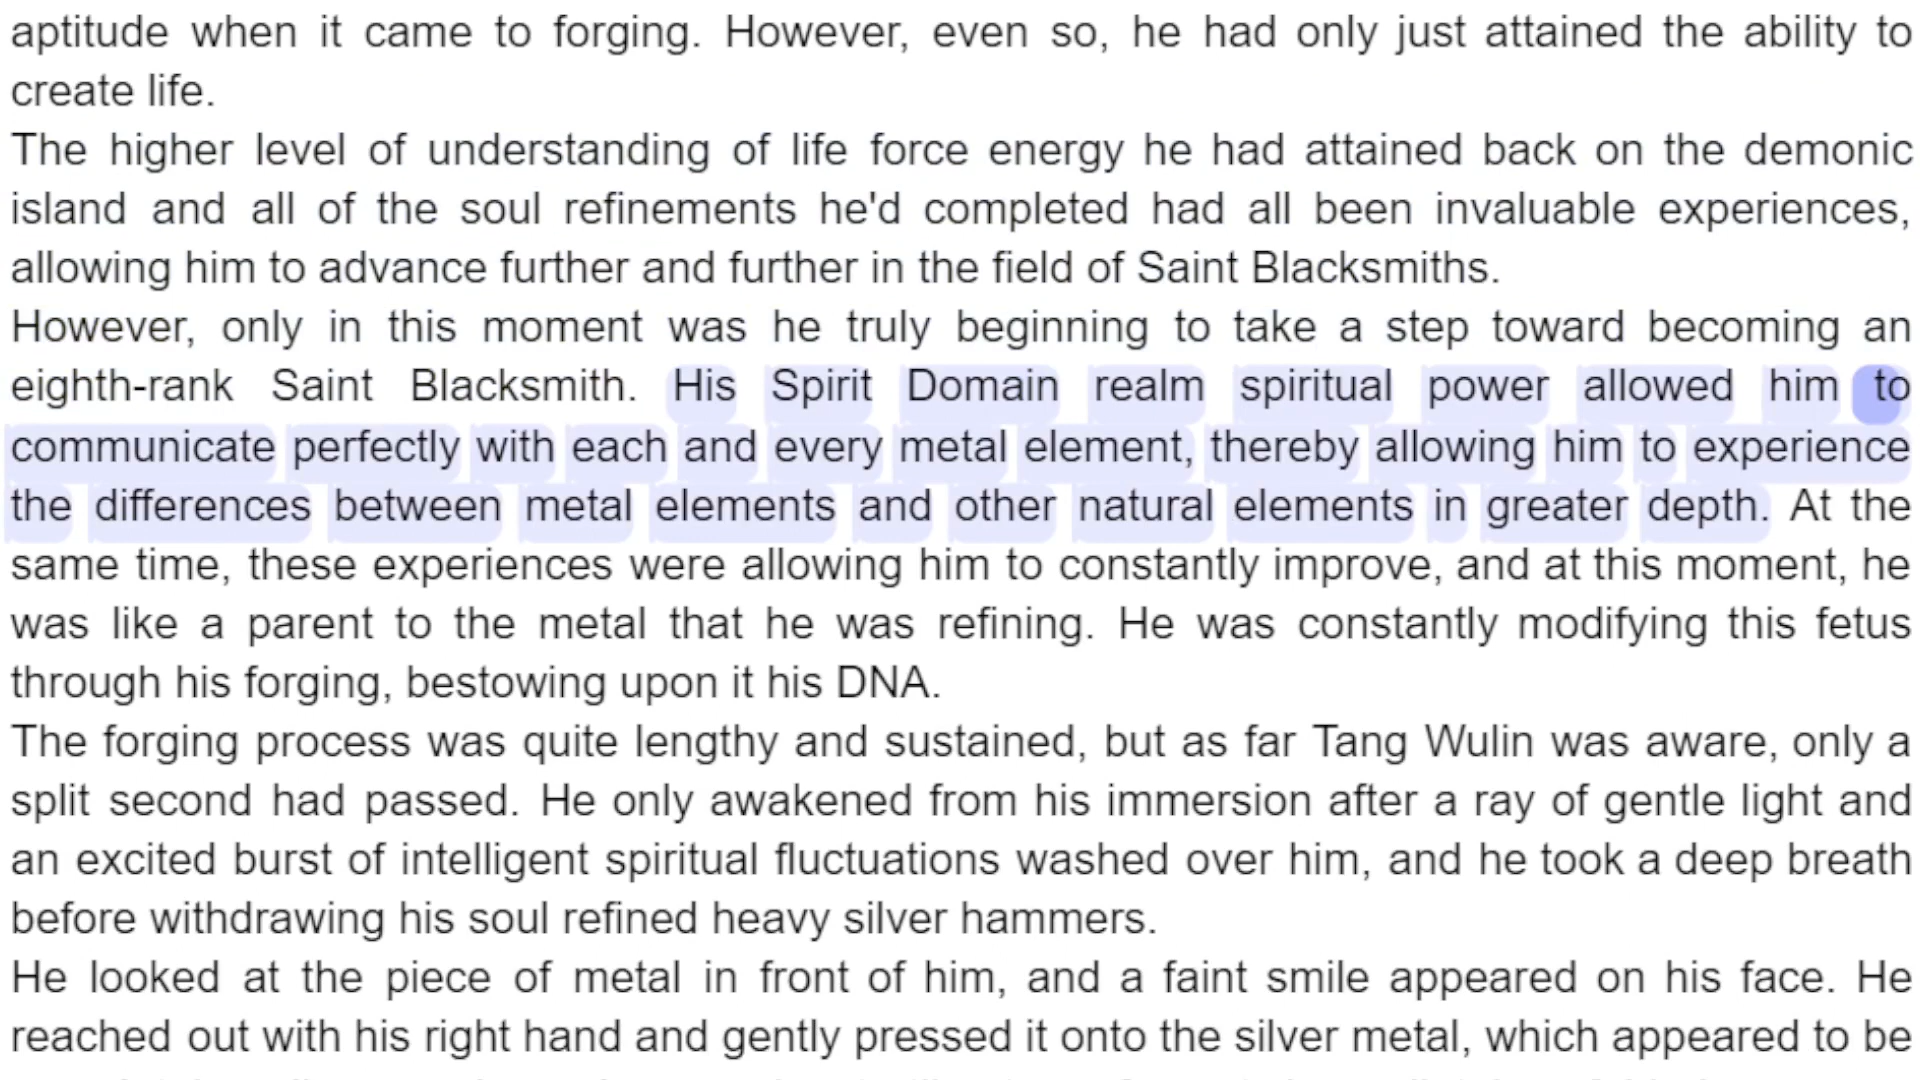 aptitude when it came to forging. However, even so, he had only just attained the ability to
create life.
The higher level of understanding of life force energy he had attained back on the demonic
island and all of the soul refinements he'd completed had all been invaluable experiences,
allowing him to advance further and further in the field of Saint Blacksmiths.
However, only in this moment was he truly beginning to take a step toward becoming an
eighth-rank Saint Blacksmith. His Spirit Domain realm spiritual power allowed him to
communicate perfectly with each and every metal element, thereby allowing him to experience
the differences between metal elements and other natural elements in greater depth. At the
same time, these experiences were allowing him to constantly improve, and at this moment, he
was like a parent to the metal that he was refining. He was constantly modifying this fetus
through his forging, bestowing upon it his DNA.
The forging process was quite lengthy and sustained, but as far Tang Wulin was aware, only a
split second had passed. He only awakened from his immersion after a ray of gentle light and
an excited burst of intelligent spiritual fluctuations washed over him, and he took a deep breath
before withdrawing his soul refined heavy silver hammers.
He looked at the piece of metal in front of him, and a faint smile appeared on his face. He
reached out with his right hand and gently pressed it onto the silver metal, which appeared to be